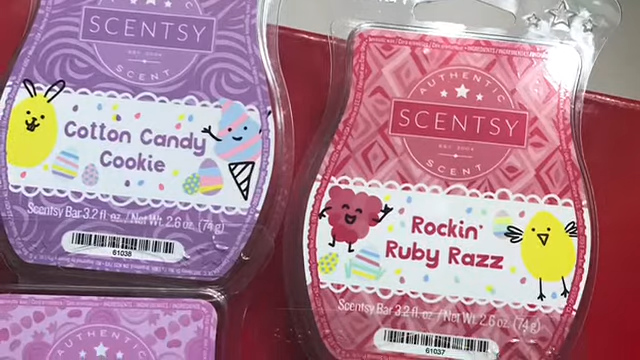 SCENTSY
EST. 2004
SCENT
Cotton Candy
Cookie
Scentsy Bar 3.2 fl. oz. / Net Wt. 2.6 oz. (74g)
61038
AUTHENTIC
AUTHENTIC
SCENTSY
EST. 2004
SCENT
Rockin'
Ruby Razz
Scentsy Bar 3.2 fl. oz. / Net Wt. 2.6 oz. (74g)
61037